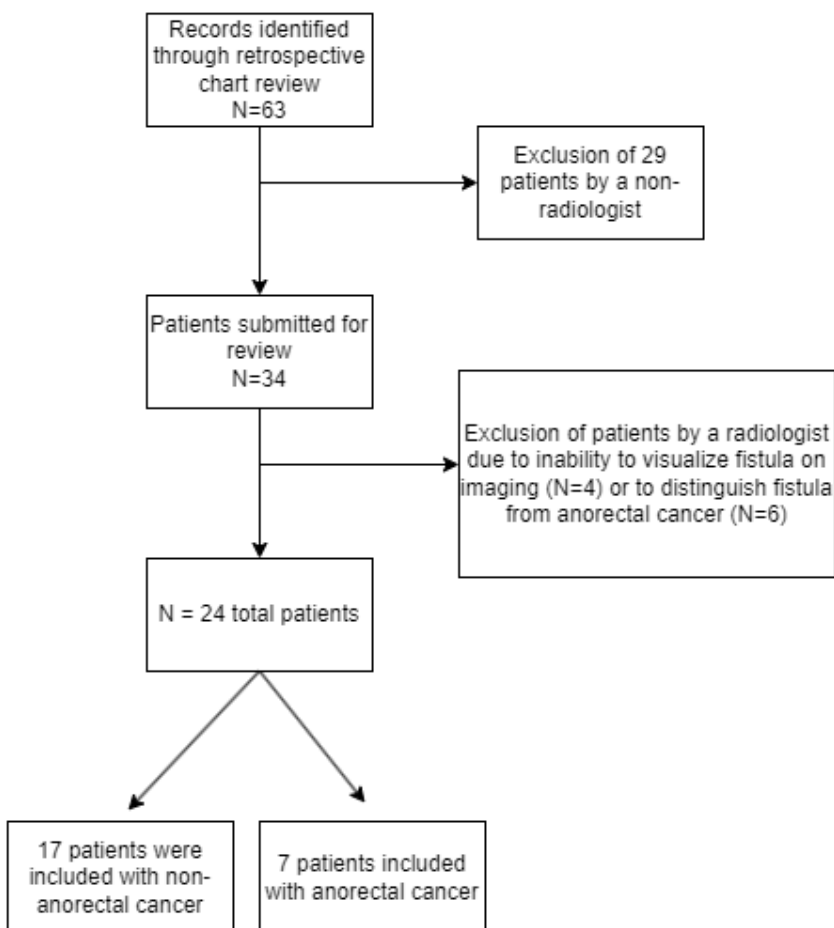 Records identified
through retrospective
chart review
N=63
Exclusion of 29
patients by a non-
radiologist
Patients submitted for
review
N=34
Exclusion of patients by a radiologist
due to inability to visualize fistula on
imaging (N=4) or to distinguish fistula
from anorectal cancer (N=6)
N = 24 total patients
17 patients were
included with non-
anorectal cancer
7 patients included
with anorectal cancer